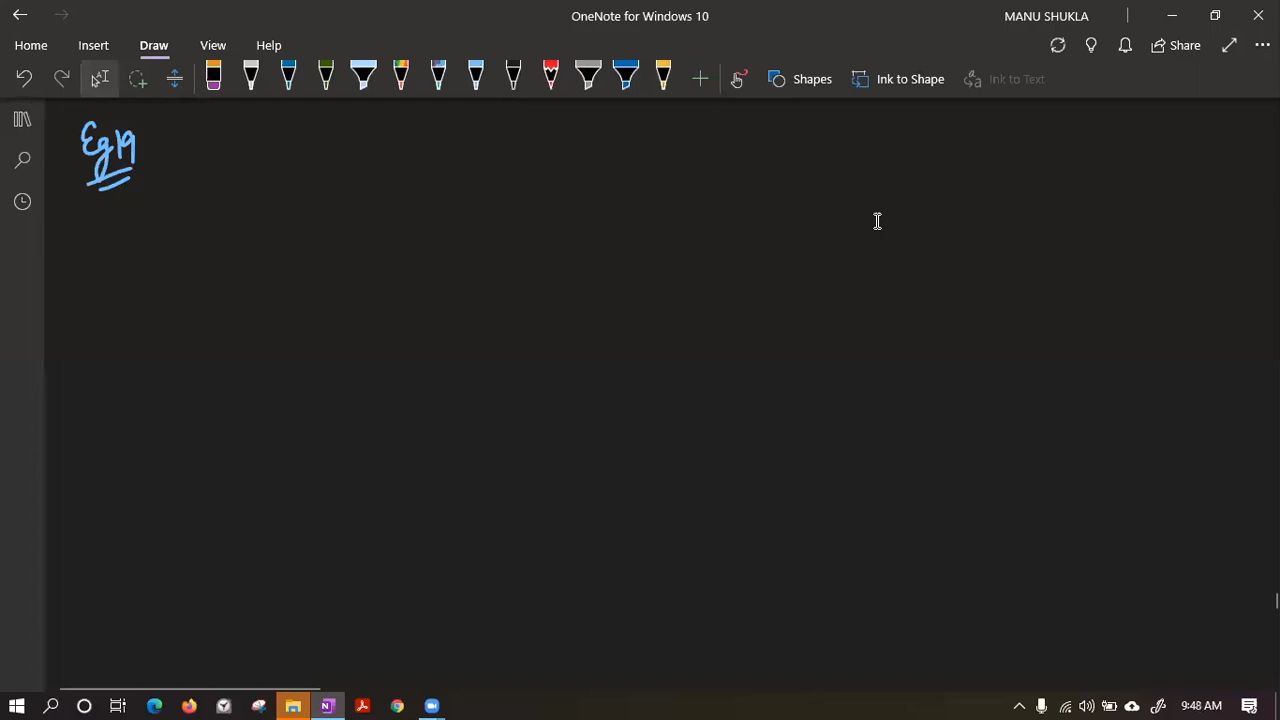 OneNote for Windows 10
MANU SHUKLA
Home Insert Draw View Help
Share
Shapes
Ink to Shape
Ink to Text
Eg 19
9:48 AM